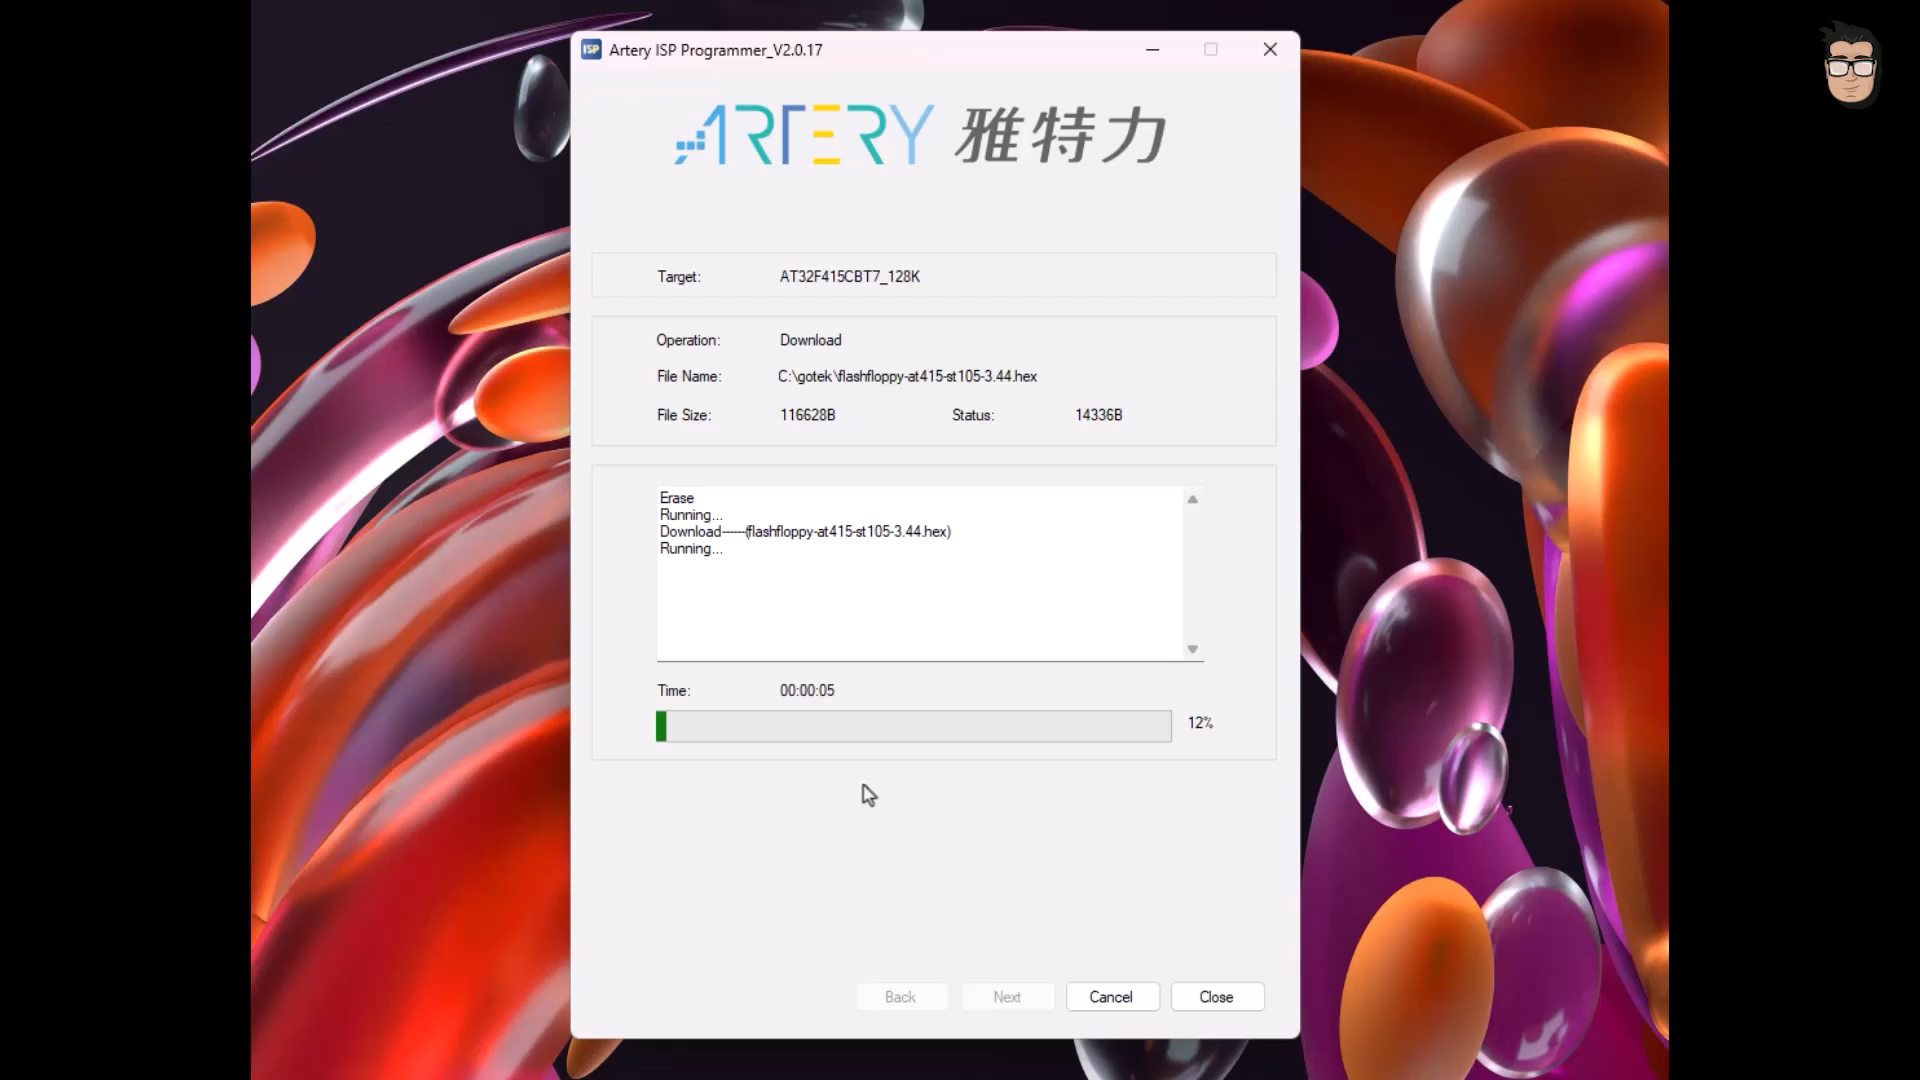 ISP Artery ISP Programmer_V2.0.17
ARTERY 雅特力
Target: AT32F415CBT7_128K
Operation: Download
File Name: C:\gotek\flashfloppy-at415-st105-3.44.hex
File Size: 116628B Status: 14336B
Erase
Running...
Download------(flashfloppy-at415-st105-3.44.hex)
Running...
Time: 00:00:05
12%
Back Next Cancel Close